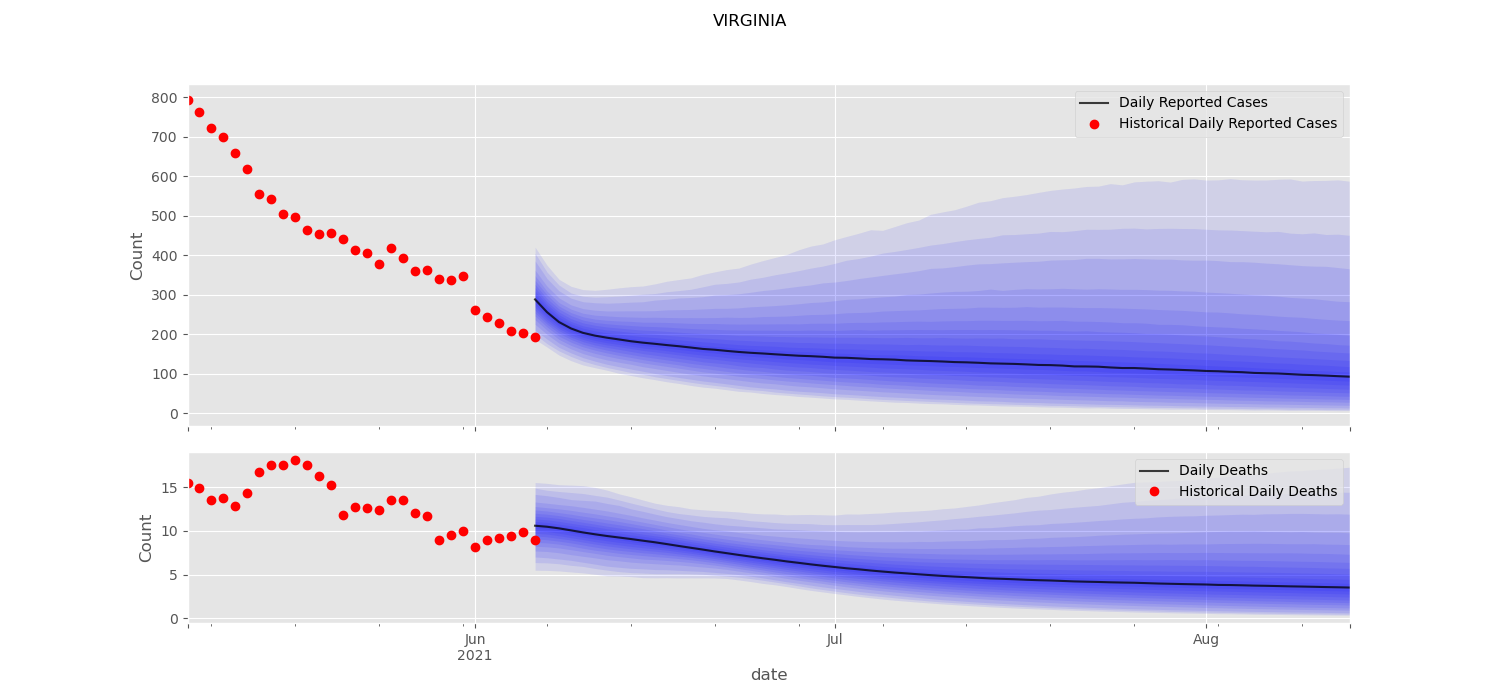 VIRGINIA
800
700
600
500
400
300
200
100
0
Count
Daily Reported Cases
Historical Daily Reported Cases
15
10
5
0
Count
Daily Deaths
Historical Daily Deaths
Jun
2021
Jul
Aug
date